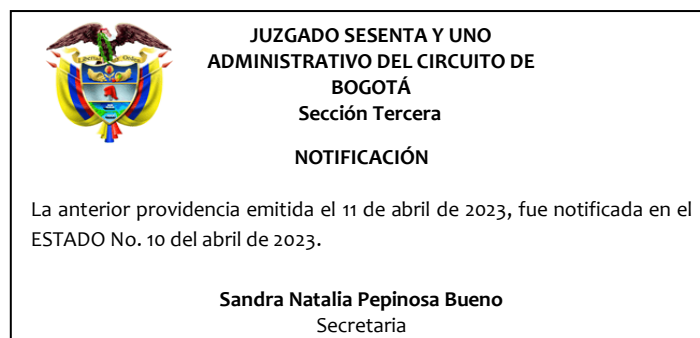 JUZGADO SESENTA Y UNO
ADMINISTRATIVO DEL CIRCUITO DE
BOGOTÁ
Sección Tercera
NOTIFICACIÓN
La anterior providencia emitida el 11 de abril de 2023, fue notificada en el
ESTADO No. 10 del abril de 2023.
Sandra Natalia Pepinosa Bueno
Secretaria